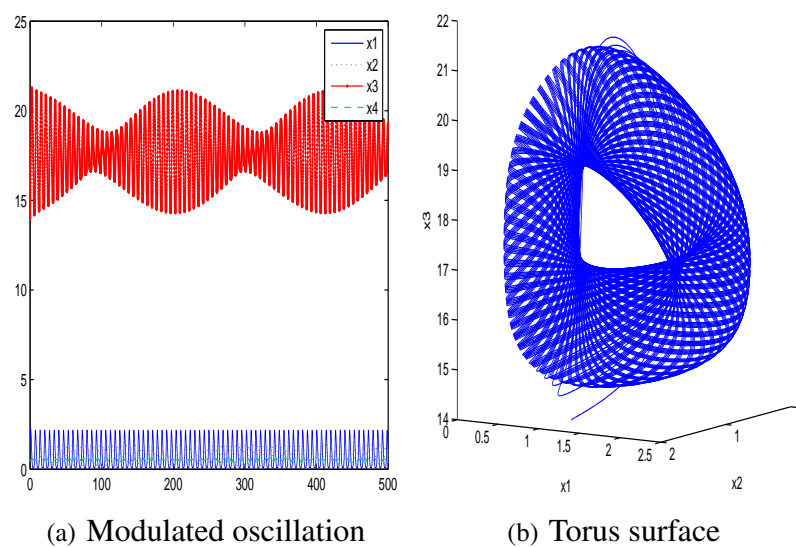 25
20
15
10
5
0
0 100 200 300 400 500
x1
x2
x3
x4
22
21
20
19
18
17
16
15
14
x3
0 0.5 1 1.5 2 2.5
x1
2 1
x2
(a) Modulated oscillation
(b) Torus surface